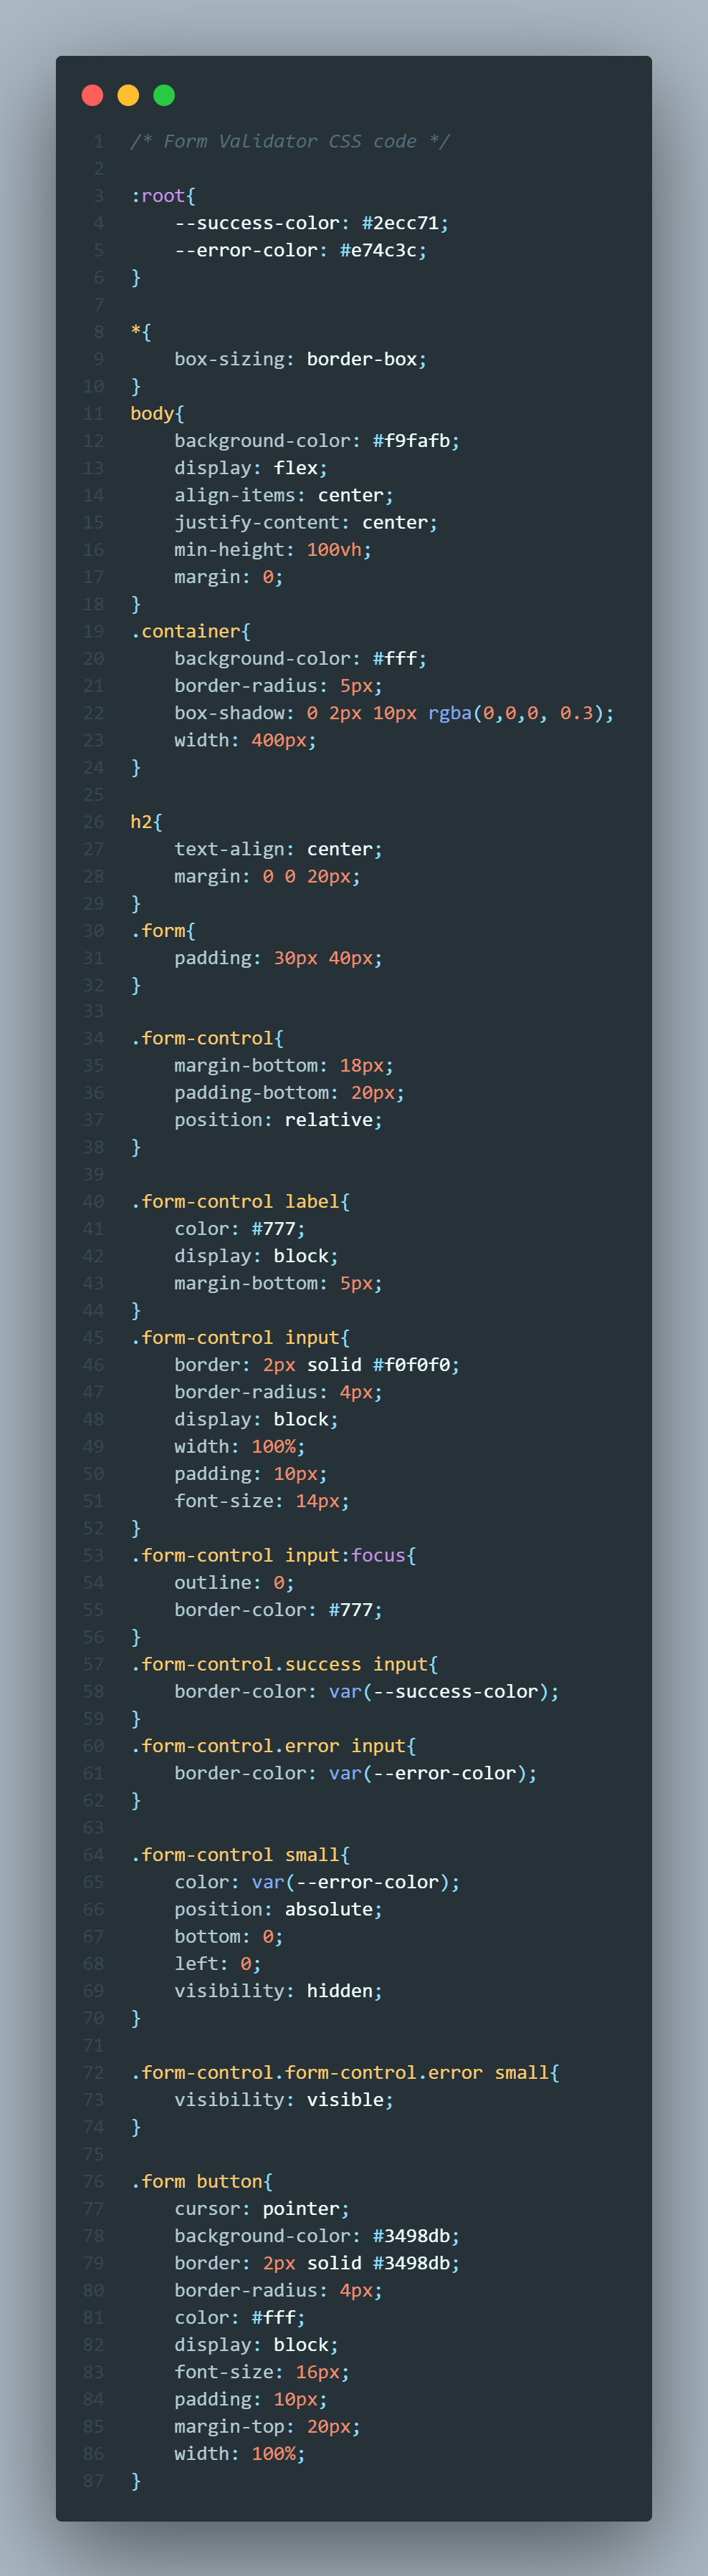 1 /* Form Validator CSS code */
2
3 :root{
4     --success-color: #2ecc71;
5     --error-color: #e74c3c;
6 }
7
8 *{
9     box-sizing: border-box;
10 }
11 body{
12     background-color: #f9fafb;
13     display: flex;
14     align-items: center;
15     justify-content: center;
16     min-height: 100vh;
17     margin: 0;
18 }
19 .container{
20     background-color: #fff;
21     border-radius: 5px;
22     box-shadow: 0 2px 10px rgba(0,0,0, 0.3);
23     width: 400px;
24 }
25
26 h2{
27     text-align: center;
28     margin: 0 0 20px;
29 }
30 .form{
31     padding: 30px 40px;
32 }
33
34 .form-control{
35     margin-bottom: 18px;
36     padding-bottom: 20px;
37     position: relative;
38 }
39
40 .form-control label{
41     color: #777;
42     display: block;
43     margin-bottom: 5px;
44 }
45 .form-control input{
46     border: 2px solid #f0f0f0;
47     border-radius: 4px;
48     display: block;
49     width: 100%;
50     padding: 10px;
51     font-size: 14px;
52 }
53 .form-control input:focus{
54     outline: 0;
55     border-color: #777;
56 }
57 .form-control.success input{
58     border-color: var(--success-color);
59 }
60 .form-control.error input{
61     border-color: var(--error-color);
62 }
63
64 .form-control small{
65     color: var(--error-color);
66     position: absolute;
67     bottom: 0;
68     left: 0;
69     visibility: hidden;
70 }
71
72 .form-control.form-control.error small{
73     visibility: visible;
74 }
75
76 .form button{
77     cursor: pointer;
78     background-color: #3498db;
79     border: 2px solid #3498db;
80     border-radius: 4px;
81     color: #fff;
82     display: block;
83     font-size: 16px;
84     padding: 10px;
85     margin-top: 20px;
86     width: 100%;
87 }